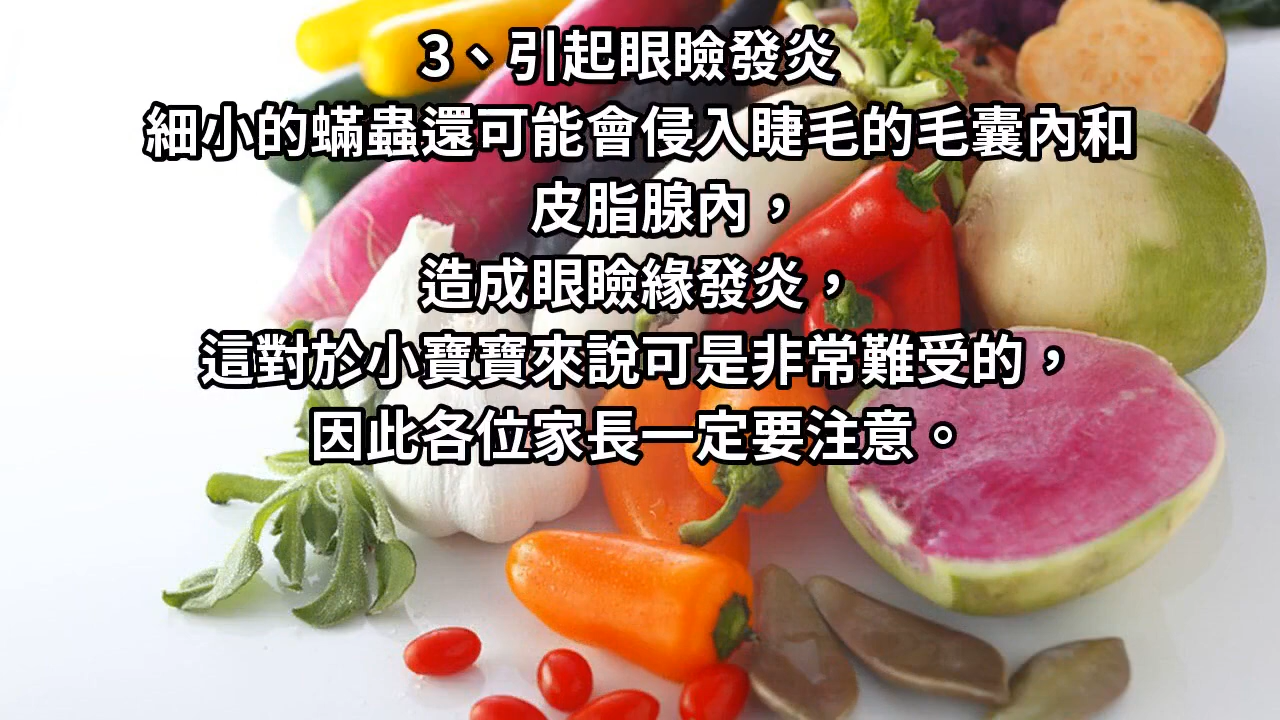 3、引起眼瞼發炎
細小的蟎蟲還可能會侵入睫毛的毛囊內和
皮脂腺內，
造成眼瞼緣發炎，
這對於小寶寶來說可是非常難受的，
因此各位家長一定要注意。